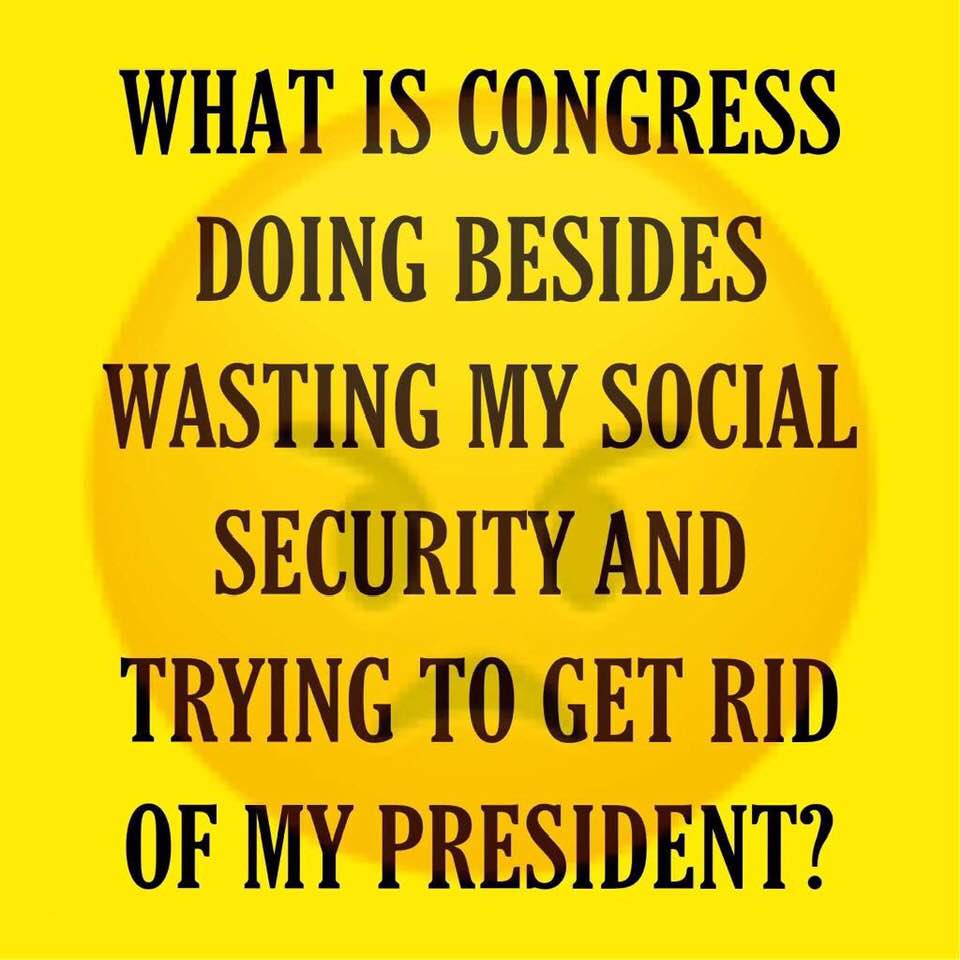 WHAT IS CONGRESS
DOING BESIDES
WASTING MY SOCIAL
SECURITY AND
TRYING TO GET RID
OF MY PRESIDENT?